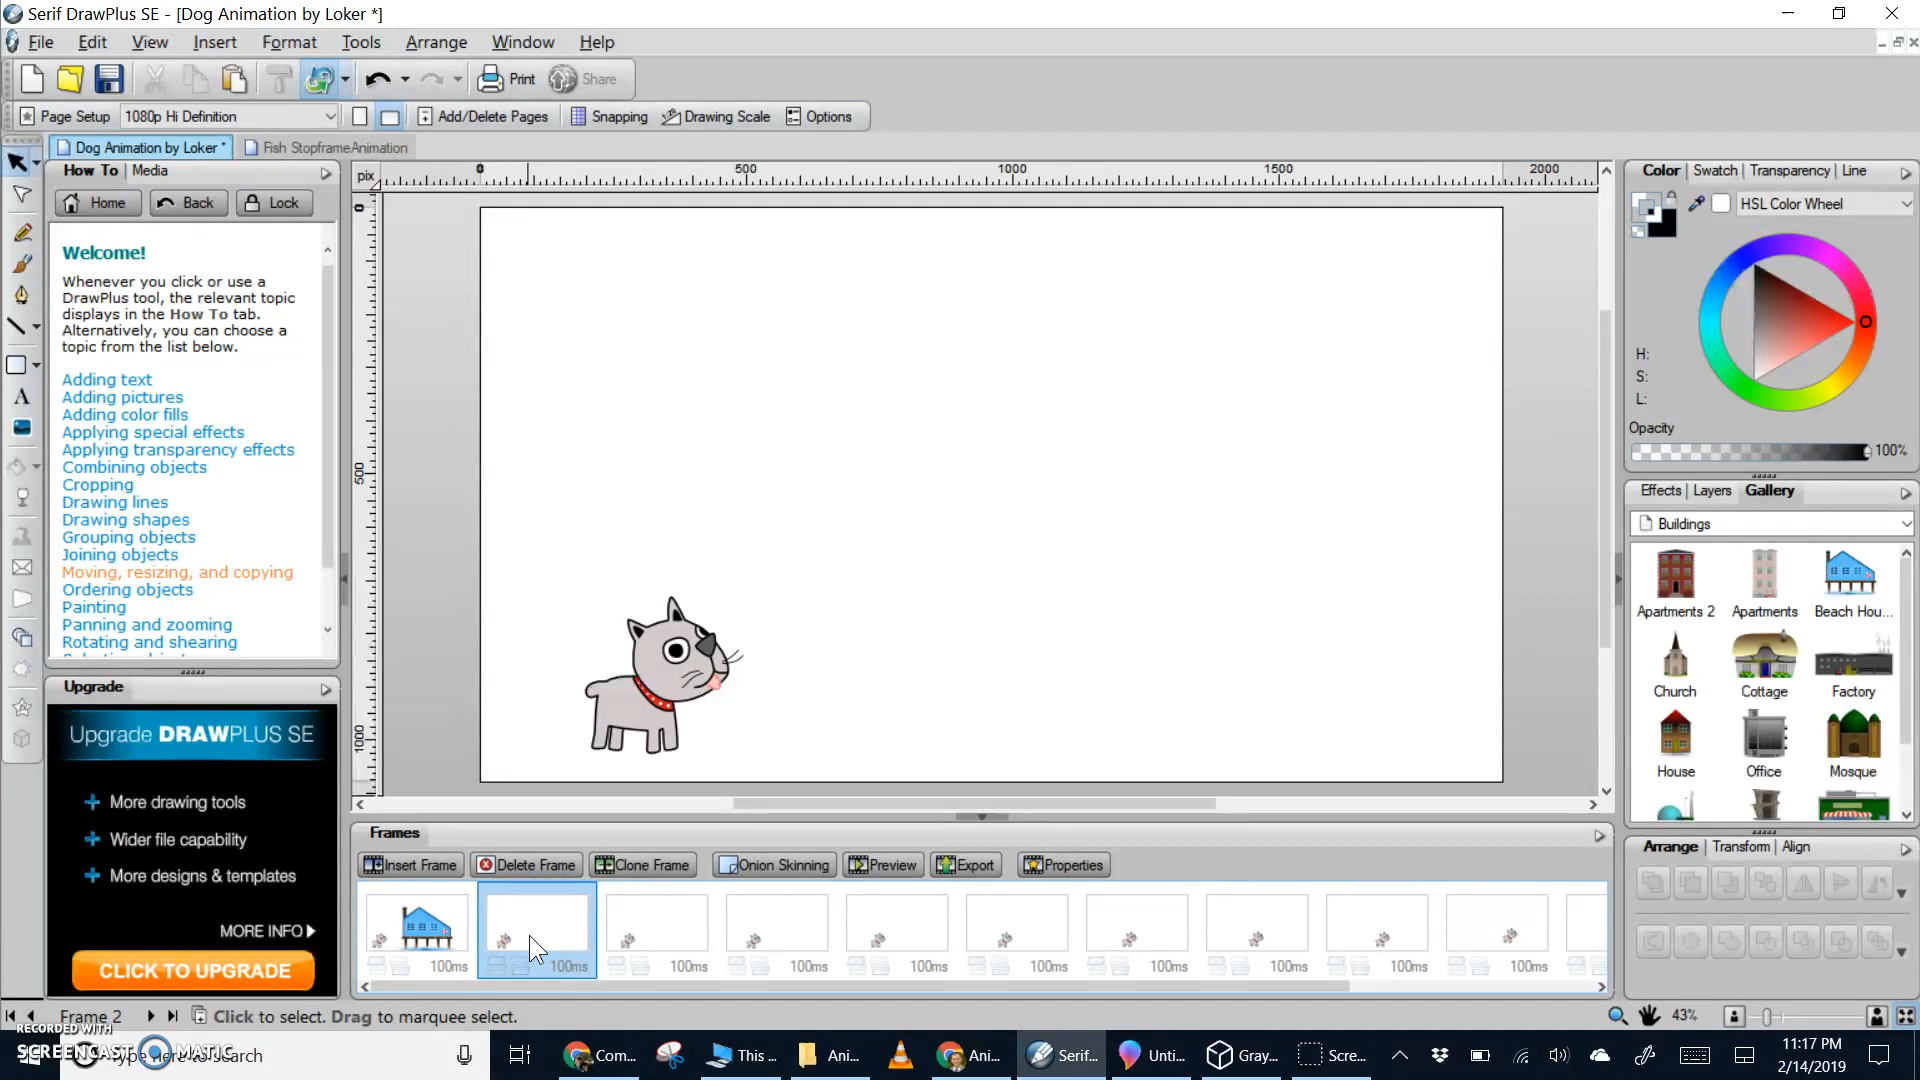 Serif DrawPlus SE - [Dog Animation by Loker *]
File Edit View Insert Format Tools Arrange Window Help
Print Share
Page Setup 1080p Hi Definition Add/Delete Pages Snapping Drawing Scale Options
Dog Animation by Loker * Fish StopframeAnimation
How To Media
Home Back Lock
Welcome!
Whenever you click or use a
DrawPlus tool, the relevant topic
displays in the How To tab.
Alternatively, you can choose a
topic from the list below.
Adding text
Adding pictures
Adding color fills
Applying special effects
Applying transparency effects
Combining objects
Cropping
Drawing lines
Drawing shapes
Grouping objects
Joining objects
Moving, resizing, and copying
Ordering objects
Painting
Panning and zooming
Rotating and shearing
Upgrade
Upgrade DRAWPLUS SE
More drawing tools
Wider file capability
More designs & templates
MORE INFO
CLICK TO UPGRADE
pix 0 500 1000 1500 2000
0
500
1000
Frames
Insert Frame Delete Frame Clone Frame Onion Skinning Preview Export Properties
100ms 100ms 100ms 100ms 100ms 100ms 100ms 100ms 100ms 100ms
Color Swatch Transparency Line
HSL Color Wheel
H:
S:
L:
Opacity
100%
Effects Layers Gallery
Buildings
Apartments 2 Apartments Beach Hou...
Church Cottage Factory
House Office Mosque
Arrange Transform Align
Frame 2 Click to select. Drag to marquee select. 43%
RECORDED WITH
SCREENCAST MATIC
Type here to search Com... This ... Ani... Ani... Serif... Unti... Gray... Scre... 11:17 PM
2/14/2019